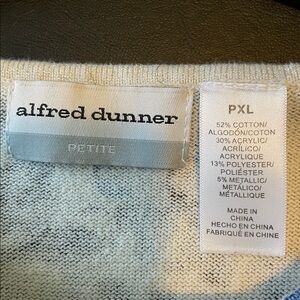 alfred dunner
PETITE
PXL
52% COTTON/
ALGODÓN/COTON
30% ACRYLIC/
ACRÍLICO/
ACRYLIQUE
13% POLYESTER/
POLIÉSTER
5% METALLIC/
METÁLICO/
MÉTALLIQUE
MADE IN
CHINA
HECHO EN CHINA
FABRIQUÉ EN CHINE